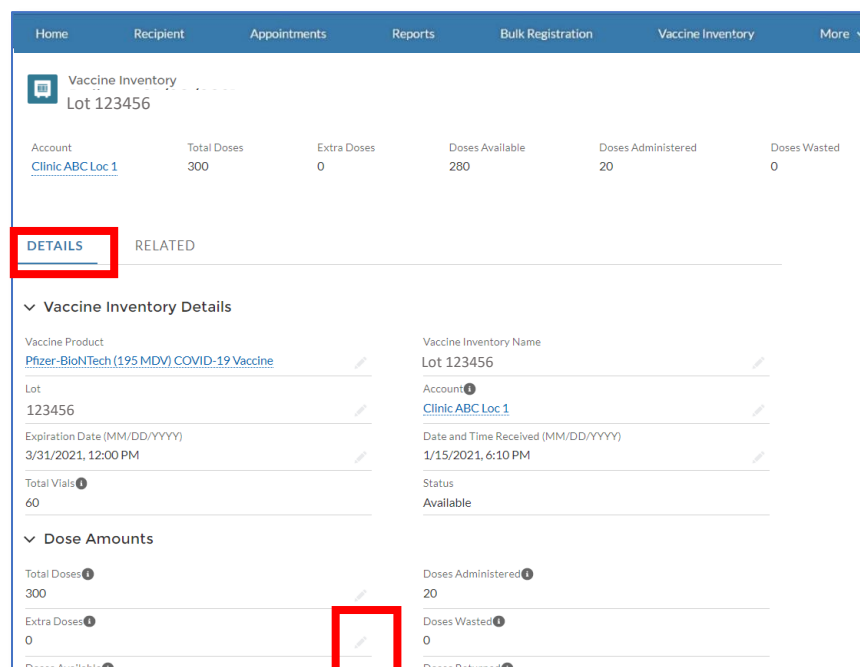 Home Recipient Appointments Reports Bulk Registration Vaccine Inventory More
Vaccine Inventory
Lot 123456
Account Total Doses Extra Doses Doses Available Doses Administered Doses Wasted
Clinic ABC Loc 1 300 0 280 20 0
DETAILS RELATED
Vaccine Inventory Details
Vaccine Product Vaccine Inventory Name
Pfizer-BioNTech (195 MDV) COVID-19 Vaccine Lot 123456
Lot Account
123456 Clinic ABC Loc 1
Expiration Date (MM/DD/YYYY) Date and Time Received (MM/DD/YYYY)
3/31/2021, 12:00 PM 1/15/2021, 6:10 PM
Total Vials Status
60 Available
Dose Amounts
Total Doses Doses Administered
300 20
Extra Doses Doses Wasted
0 0
Doses Available Doses Returned